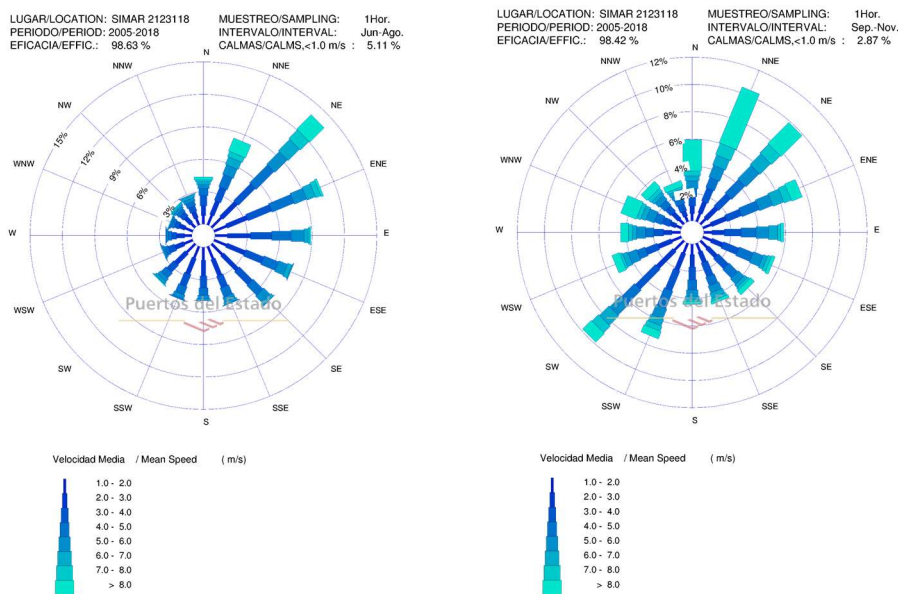 LUGAR/LOCATION: SIMAR 2123118 MUESTREO/SAMPLING: 1Hor.
PERIODO/PERIOD: 2005-2018 INTERVALO/INTERVAL: Jun-Ago.
EFICACIA/EFFIC.: 98.63 % CALMAS/CALMS,<1.0 m/s : 5.11 %
N
NNW
NNE
NW
NE
15%
12%
WNW
9%
ENE
6%
3%
W
E
Puertos del Estado
WSW
ESE
SW
SE
SSW
SSE
S
Velocidad Media / Mean Speed ( m/s)
1.0 - 2.0
2.0 - 3.0
3.0 - 4.0
4.0 - 5.0
5.0 - 6.0
6.0 - 7.0
7.0 - 8.0
> 8.0
LUGAR/LOCATION: SIMAR 2123118 MUESTREO/SAMPLING: 1Hor.
PERIODO/PERIOD: 2005-2018 INTERVALO/INTERVAL: Sep.-Nov.
EFICACIA/EFFIC.: 98.42 % CALMAS/CALMS,<1.0 m/s : 2.87 %
N
12%
NNW
NNE
10%
NW
NE
8%
6%
WNW
4%
ENE
2%
W
E
Puertos del Estado
WSW
ESE
SW
SE
SSW
SSE
S
Velocidad Media / Mean Speed ( m/s)
1.0 - 2.0
2.0 - 3.0
3.0 - 4.0
4.0 - 5.0
5.0 - 6.0
6.0 - 7.0
7.0 - 8.0
> 8.0